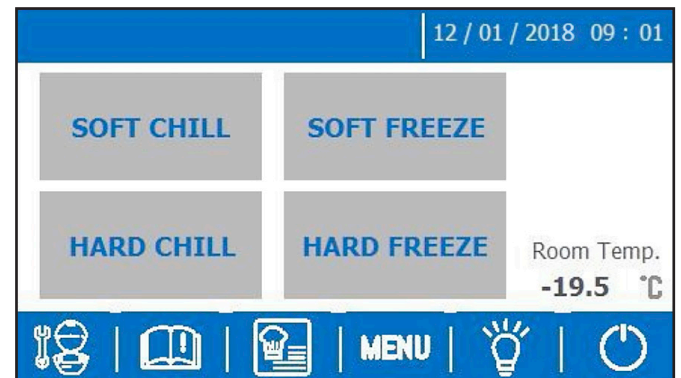 12 / 01 / 2018 09 : 01
SOFT CHILL
SOFT FREEZE
HARD CHILL
HARD FREEZE
Room Temp.
-19.5 °C
MENU